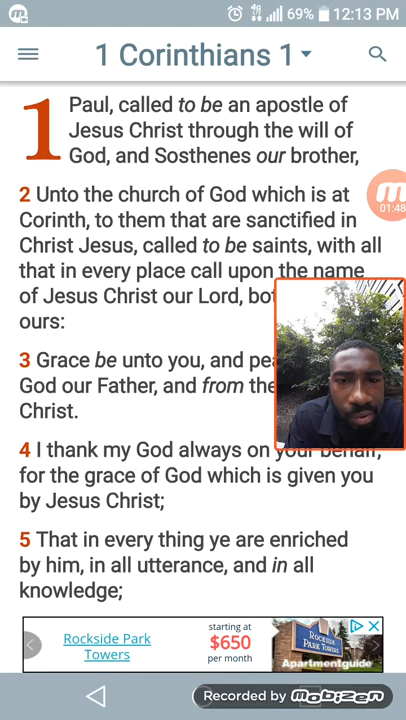 69% 12:13 PM
1 Corinthians 1
1 Paul, called to be an apostle of
Jesus Christ through the will of
God, and Sosthenes our brother,
2 Unto the church of God which is at
Corinth, to them that are sanctified in
Christ Jesus, called to be saints, with all
that in every place call upon the name
of Jesus Christ our Lord,
ours:
3 Grace be unto you, and
God our Father, and from the
Christ.
4 I thank my God always on your behalf,
for the grace of God which is given you
by Jesus Christ;
5 That in every thing ye are enriched
by him, in all utterance, and in all
knowledge;
01:48
Rockside Park
Towers
starting at
$650
per month
ROCKSIDE
PARK TOWERS
Apartmentguide
Recorded by mobizen